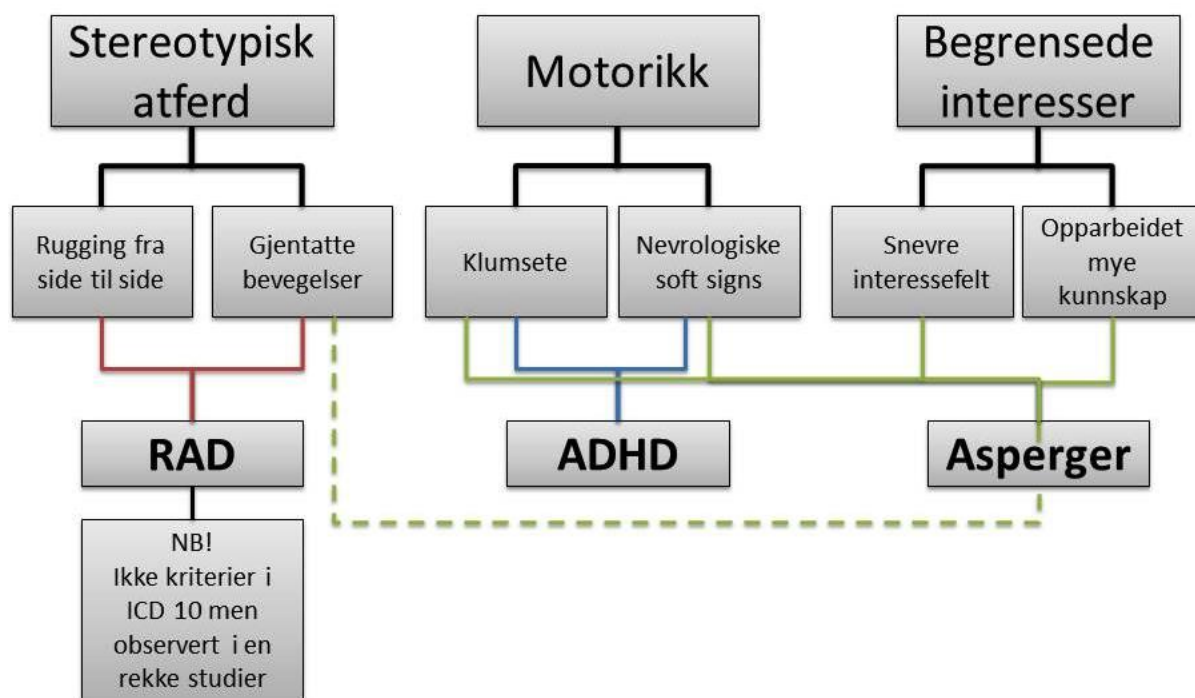 Stereotypisk
atferd
Motorikk
Begrensede
interesser
Rugging fra
side til side
Gjentatte
bevegelser
Klumsete
Nevrologiske
soft signs
Snevre
interessefelt
Opparbeidet
mye
kunnskap
RAD
ADHD
Asperger
NB!
Ikke kriterier i
ICD 10 men
observert i en
rekke studier